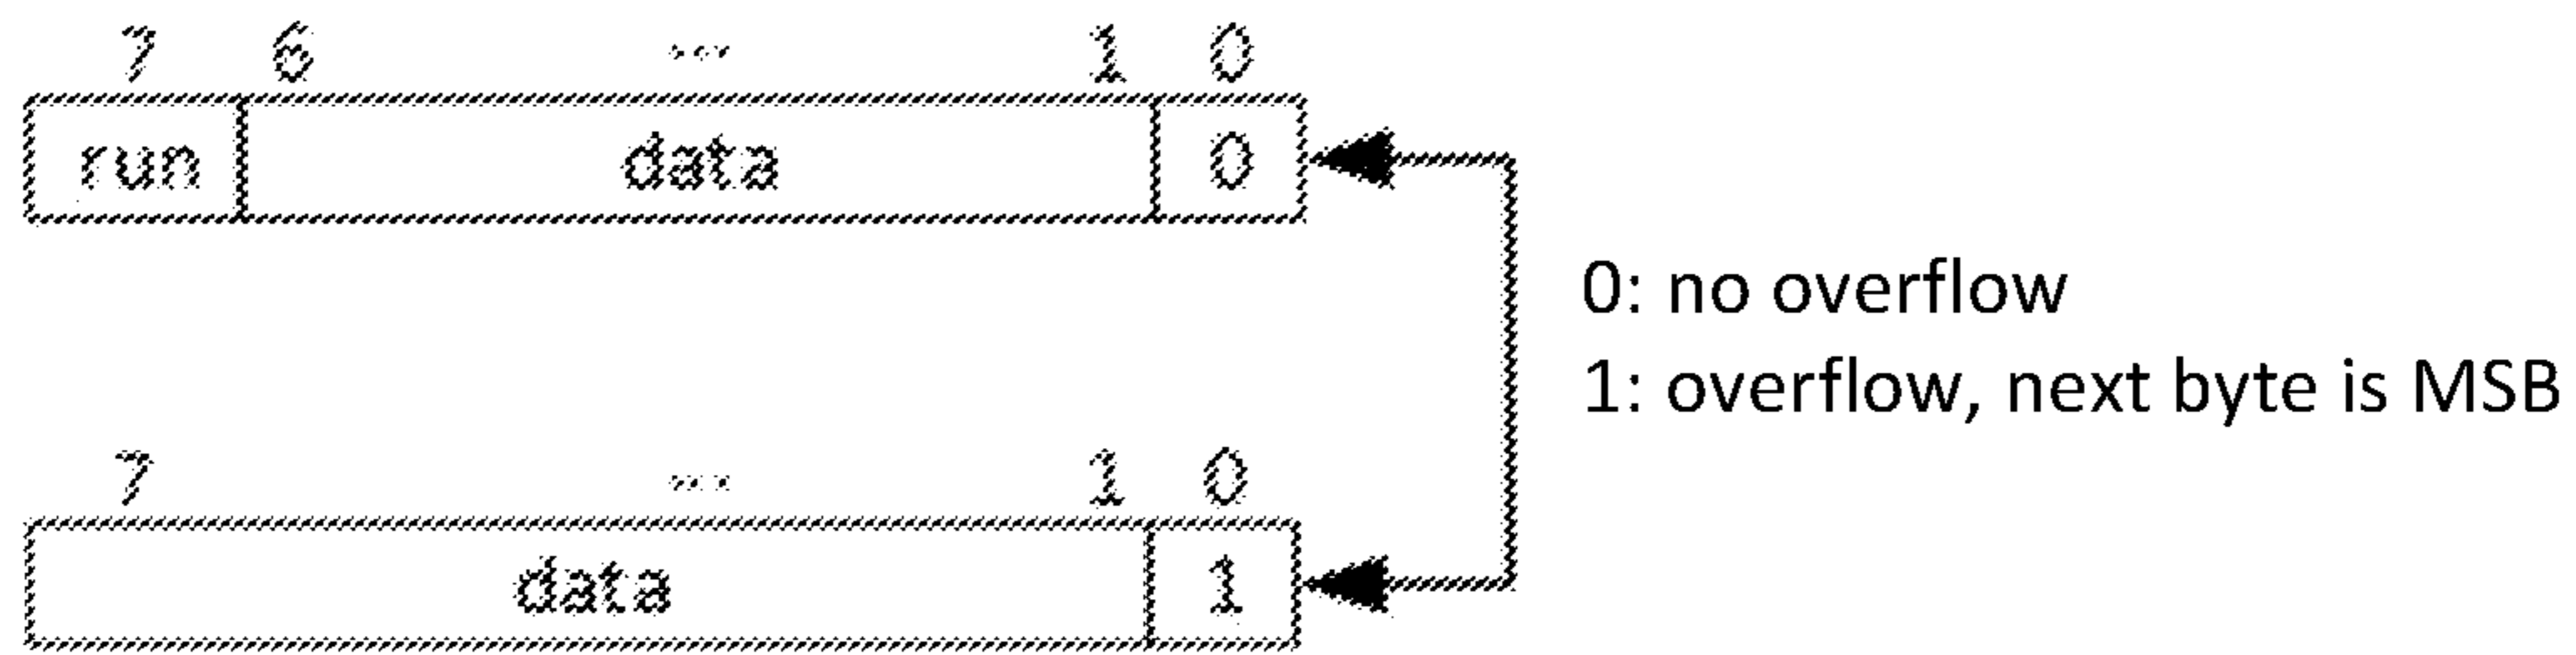 7 6 ... 1 0
run data 0
0: no overflow
1: overflow, next byte is MSB
7 ... 1 0
data 1